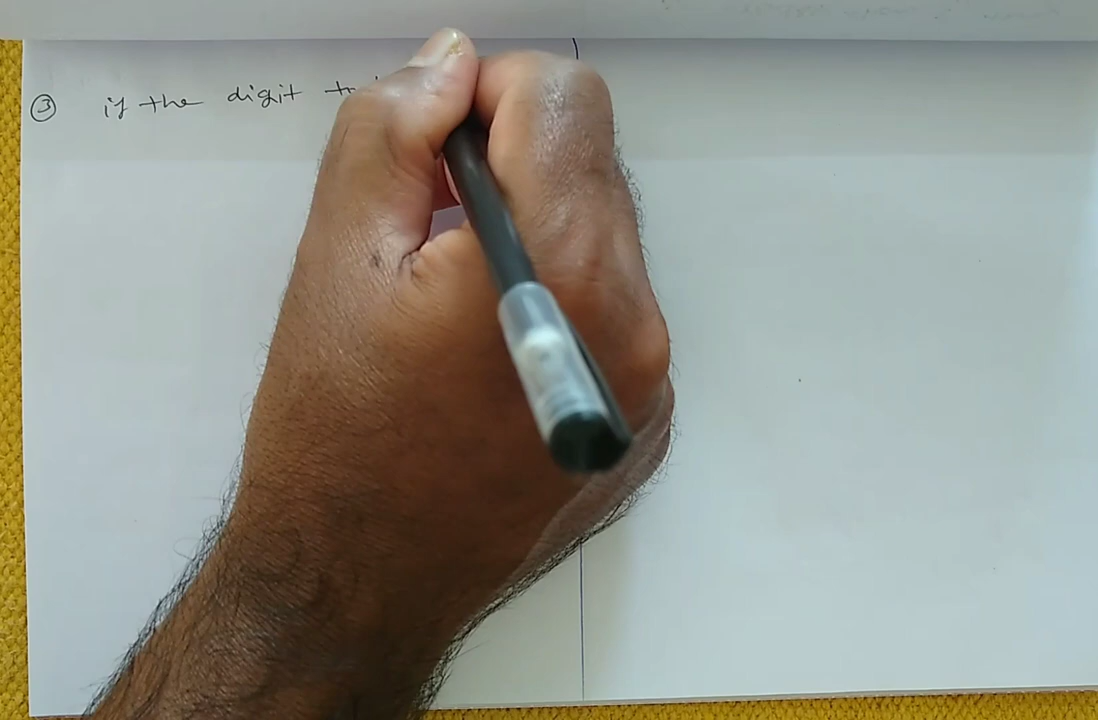 ③ if the digit